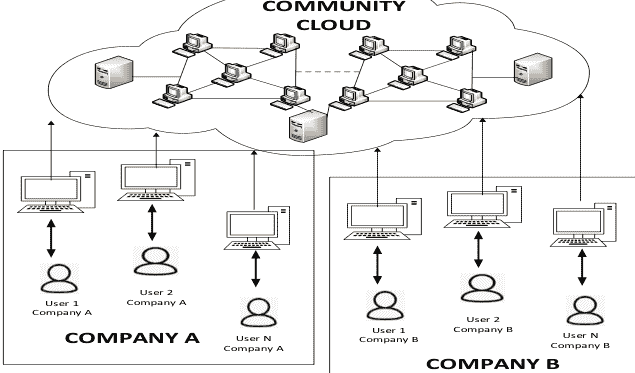 COMMUNITY
CLOUD
User 1
Company A
User 2
Company A
User N
Company A
COMPANY A
User 1
Company B
User 2
Company B
User N
Company B
COMPANY B